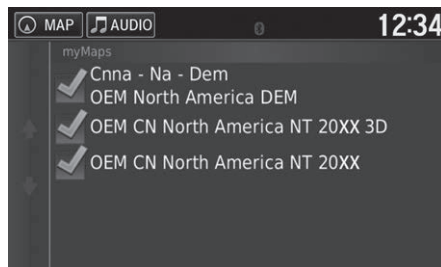 MAP AUDIO 12:34
myMaps
Cnna - Na - Dem
OEM North America DEM
OEM CN North America NT 20XX 3D
OEM CN North America NT 20XX